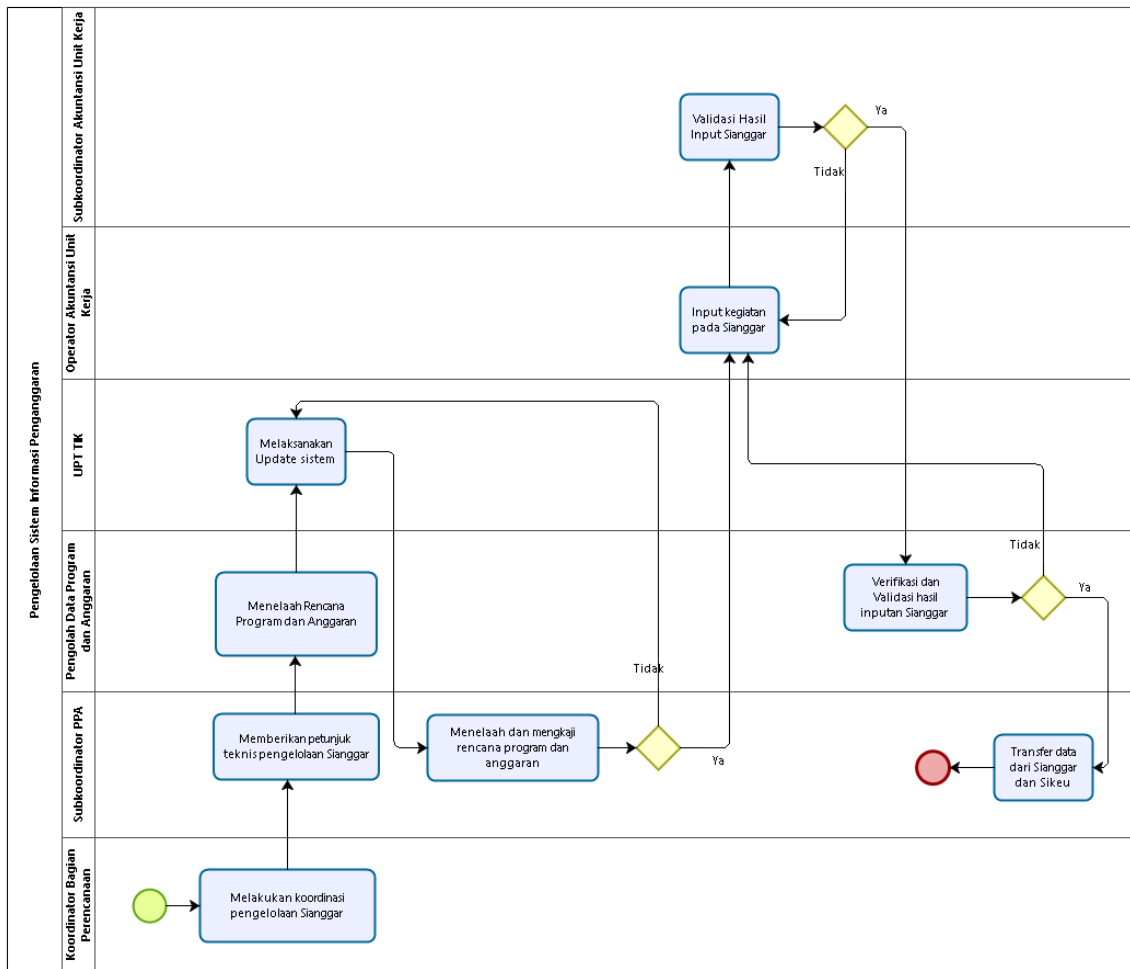 Pengelolaan Sistem Informasi Penganggaran
Subkoordinator Akuntansi Unit Kerja
Validasi Hasil
Input Sianggar
Ya
Tidak
Operator Akuntansi Unit
Kerja
Input kegiatan
pada Sianggar
UPT TIK
Melaksanakan
Update sistem
Pengolah Data Program
dan Anggaran
Menelaah Rencana
Program dan Anggaran
Tidak
Verifikasi dan
Validasi hasil
inputan Sianggar
Tidak
Ya
Subkoordinator PPA
Memberikan petunjuk
teknis pengelolaan Sianggar
Menelaah dan mengkaji
rencana program dan
anggaran
Ya
Transfer data
dari Sianggar
dan Sikeu
Koordinator Bagian
Perencanaan
Melakukan koordinasi
pengelolaan Sianggar